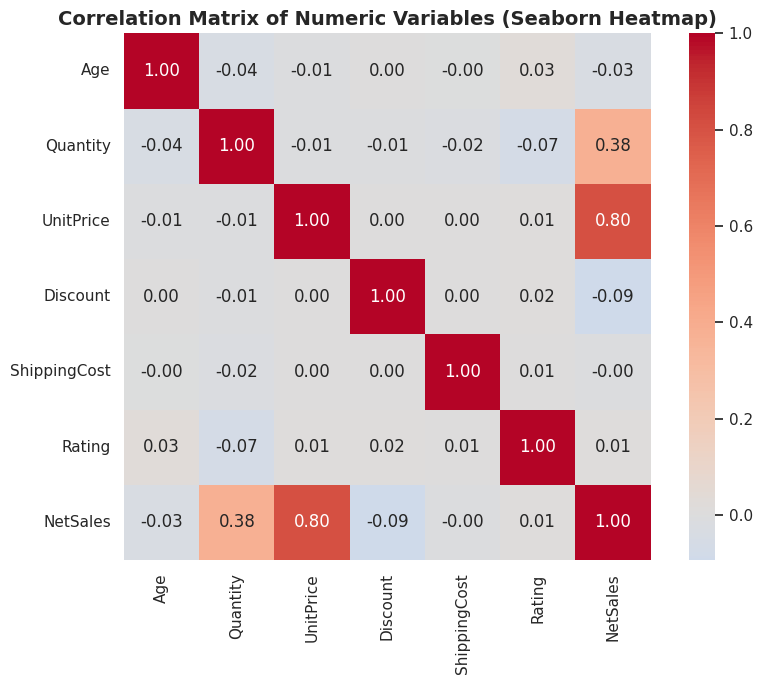 Correlation Matrix of Numeric Variables (Seaborn Heatmap)
Age 1.00 -0.04 -0.01 0.00 -0.00 0.03 -0.03
Quantity -0.04 1.00 -0.01 -0.01 -0.02 -0.07 0.38
UnitPrice -0.01 -0.01 1.00 0.00 0.00 0.01 0.80
Discount 0.00 -0.01 0.00 1.00 0.00 0.02 -0.09
ShippingCost -0.00 -0.02 0.00 0.00 1.00 0.01 -0.00
Rating 0.03 -0.07 0.01 0.02 0.01 1.00 0.01
NetSales -0.03 0.38 0.80 -0.09 -0.00 0.01 1.00
Age
Quantity
UnitPrice
Discount
ShippingCost
Rating
NetSales
1.0
0.8
0.6
0.4
0.2
0.0